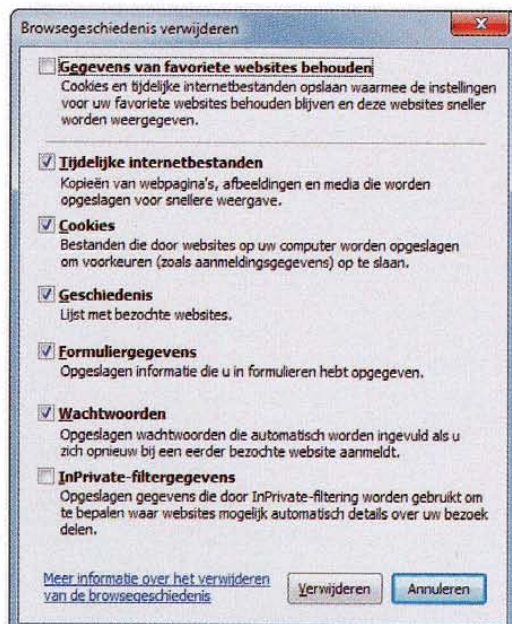 Browsegeschiedenis verwijderen
Gegevens van favoriete websites behouden
Cookies en tijdelijke internetbestanden opslaan waarmee de instellingen
voor uw favoriete websites behouden blijven en deze websites sneller
worden weergegeven.
Tijdelijke internetbestanden
Kopieën van webpagina's, afbeeldingen en media die worden
opgeslagen voor snellere weergave.
Cookies
Bestanden die door websites op uw computer worden opgeslagen
om voorkeuren (zoals aanmeldingsgegevens) op te slaan.
Geschiedenis
Lijst met bezochte websites.
Formuliergegevens
Opgeslagen informatie die u in formulieren hebt opgegeven.
Wachtwoorden
Opgeslagen wachtwoorden die automatisch worden ingevuld als u
zich opnieuw bij een eerder bezochte website aanmeldt.
InPrivate-filtergegevens
Opgeslagen gegevens die door InPrivate-filtering worden gebruikt om
te bepalen waar websites mogelijk automatisch details over uw bezoek
delen.
Meer informatie over het verwijderen
van de browsegeschiedenis
Verwijderen
Annuleren